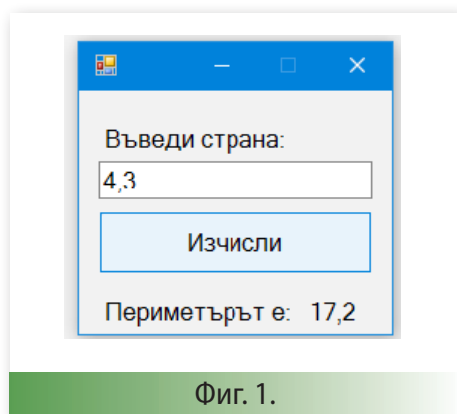 Въведи страна:
4,3
Изчисли
Периметърът е: 17,2
Фиг. 1.